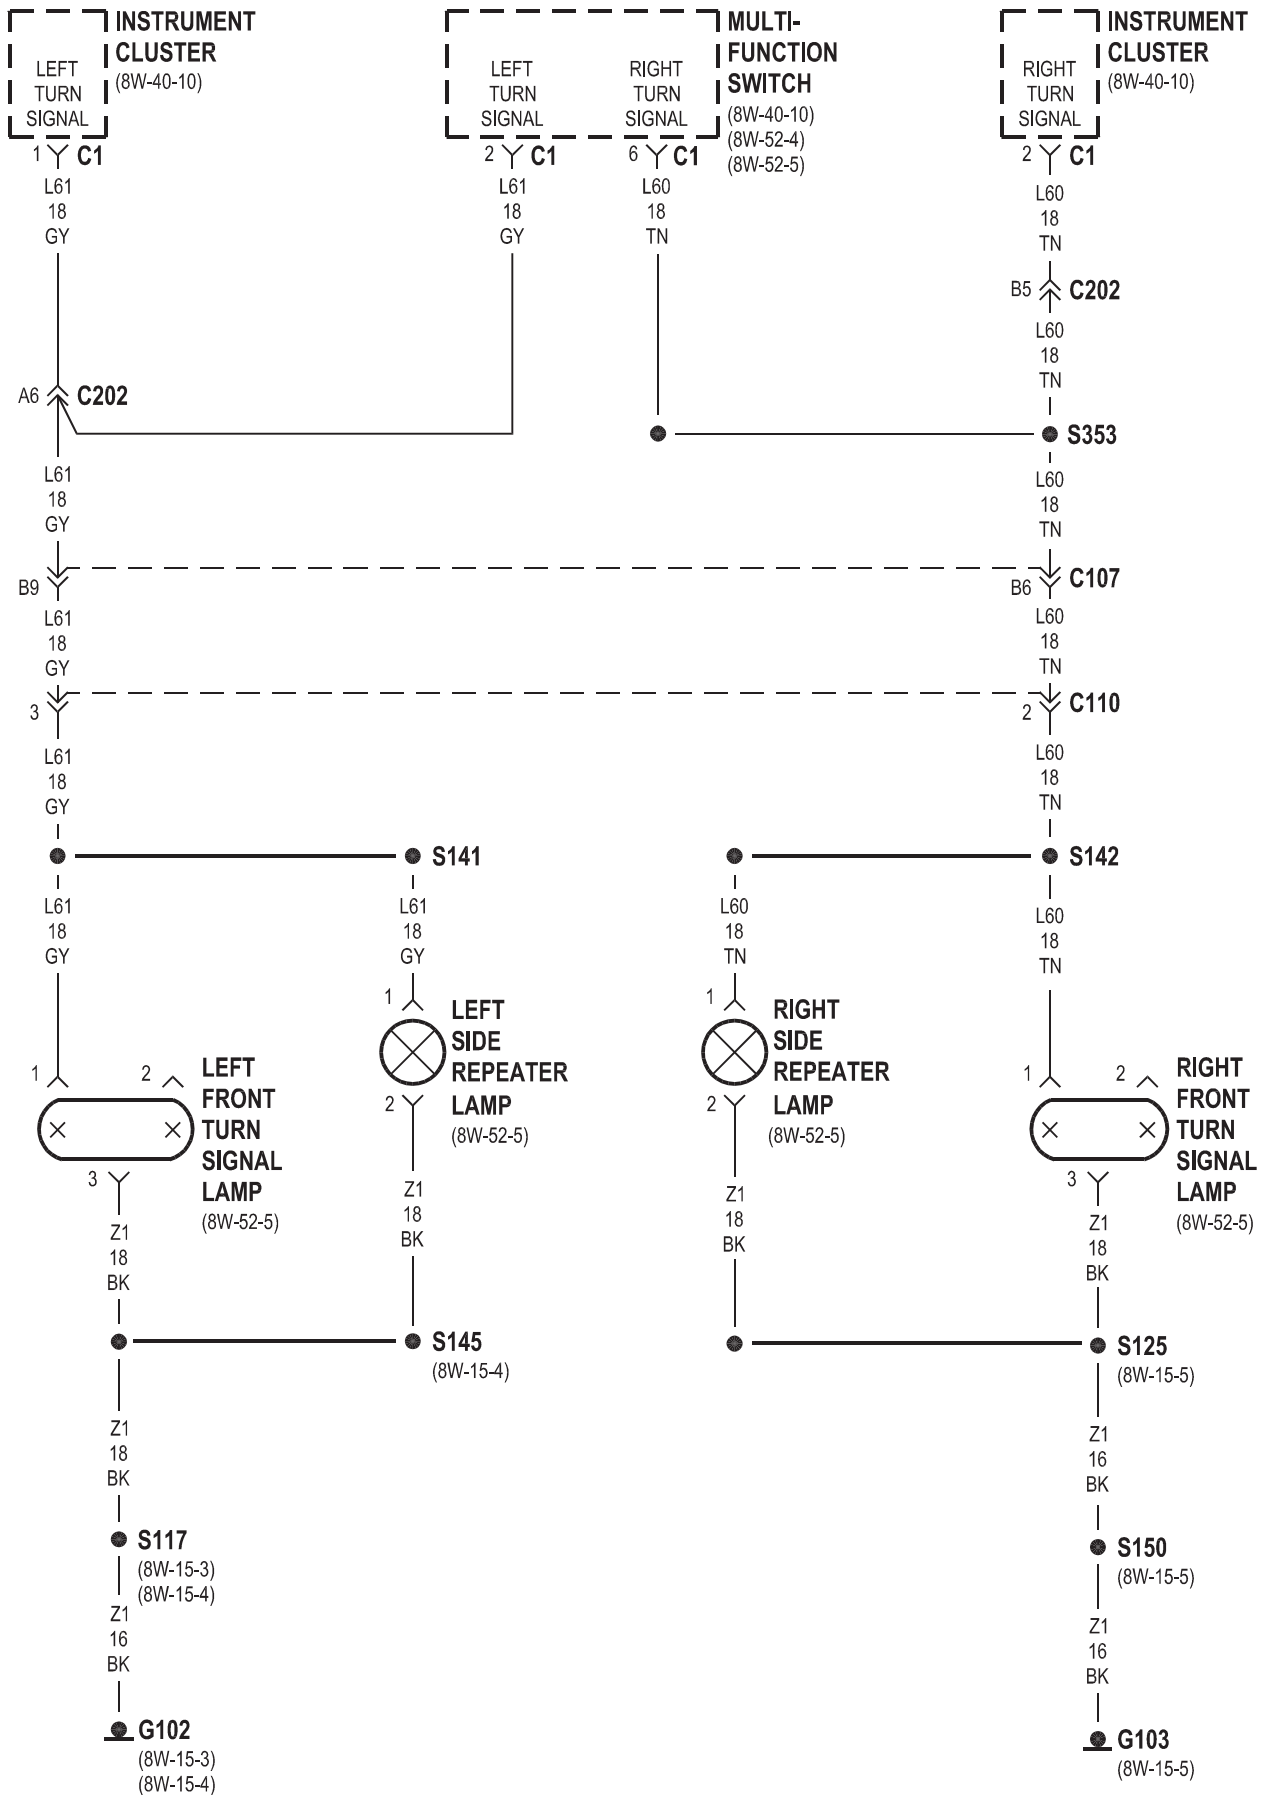 INSTRUMENT
CLUSTER
(8W-40-10)
LEFT
TURN
SIGNAL
1
C1
L61
18
GY
MULTI-
FUNCTION
SWITCH
(8W-40-10)
(8W-52-4)
(8W-52-5)
LEFT
TURN
SIGNAL
RIGHT
TURN
SIGNAL
2
C1
6
C1
L61
18
GY
L60
18
TN
INSTRUMENT
CLUSTER
(8W-40-10)
RIGHT
TURN
SIGNAL
2
C1
L60
18
TN
B5
C202
L60
18
TN
A6
C202
S353
L61
18
GY
L60
18
TN
B9
B6
C107
L61
18
GY
L60
18
TN
3
2
C110
L61
18
GY
L60
18
TN
S141
S142
L61
18
GY
L61
18
GY
L60
18
TN
L60
18
TN
1
LEFT
SIDE
REPEATER
LAMP
(8W-52-5)
2
1
RIGHT
SIDE
REPEATER
LAMP
(8W-52-5)
2
1
2
LEFT
FRONT
TURN
SIGNAL
LAMP
(8W-52-5)
3
1
2
RIGHT
FRONT
TURN
SIGNAL
LAMP
(8W-52-5)
3
Z1
18
BK
Z1
18
BK
Z1
18
BK
Z1
18
BK
S145
(8W-15-4)
S125
(8W-15-5)
Z1
18
BK
Z1
16
BK
S117
(8W-15-3)
(8W-15-4)
S150
(8W-15-5)
Z1
16
BK
Z1
16
BK
G102
(8W-15-3)
(8W-15-4)
G103
(8W-15-5)